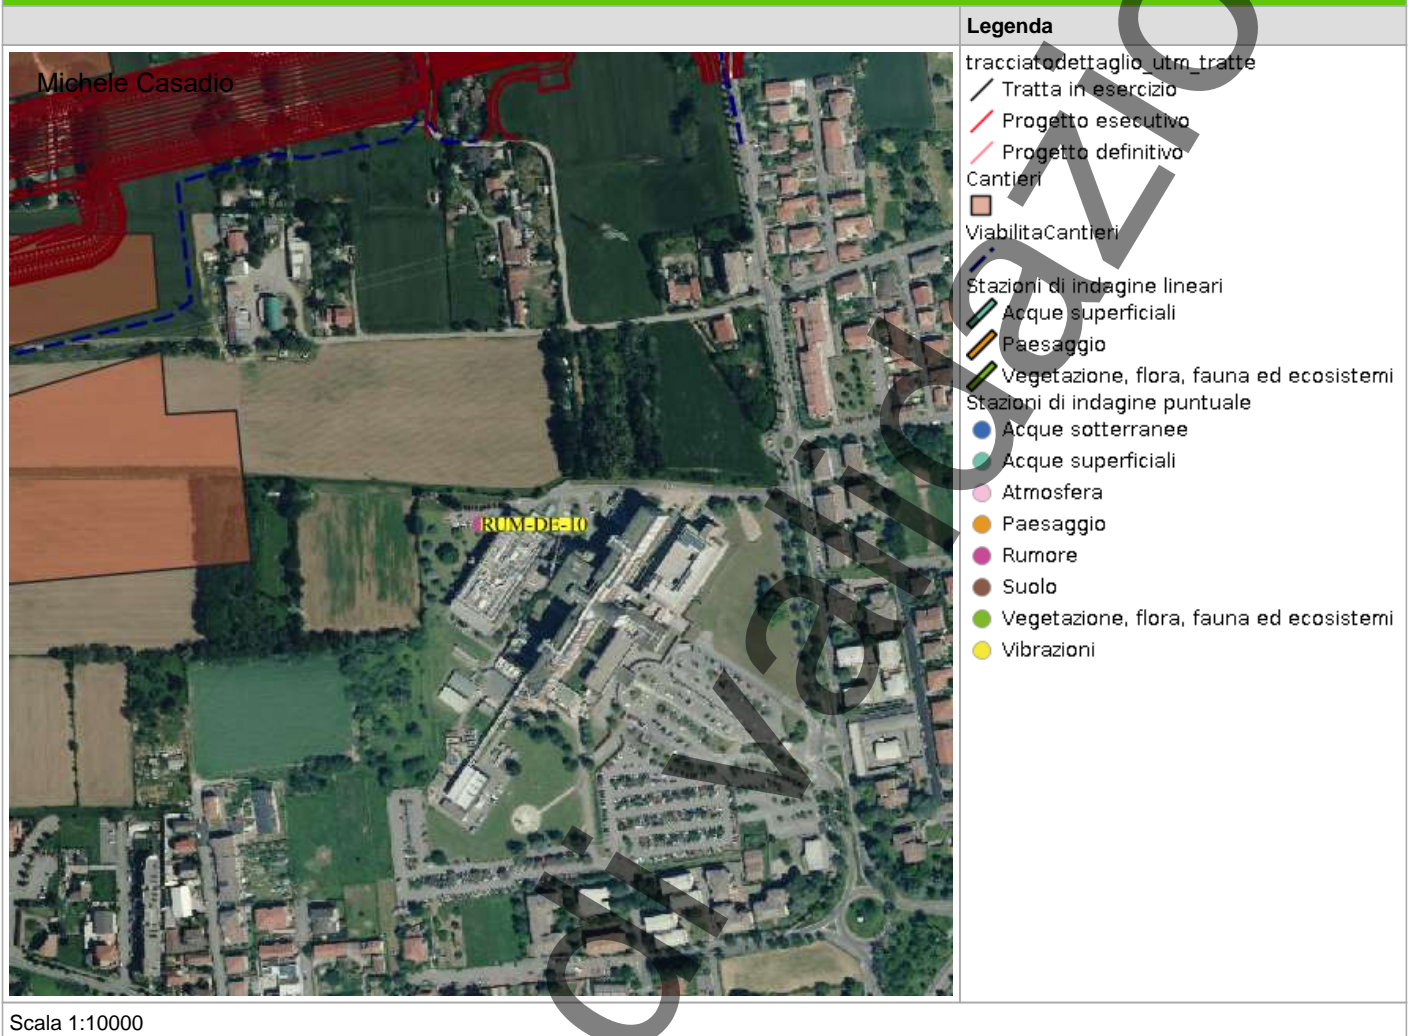 Legenda
Michele Casadio
tracciatodettaglio_utm_tratte
Tratta in esercizio
Progetto esecutivo
Progetto definitivo
Cantieri
ViabilitaCantieri
Stazioni di indagine lineari
Acque superficiali
Paesaggio
Vegetazione, flora, fauna ed ecosistemi
Stazioni di indagine puntuale
Acque sotterranee
Acque superficiali
Atmosfera
Paesaggio
Rumore
Suolo
Vegetazione, flora, fauna ed ecosistemi
Vibrazioni
RUM-DE-10
di validazio
Scala 1:10000